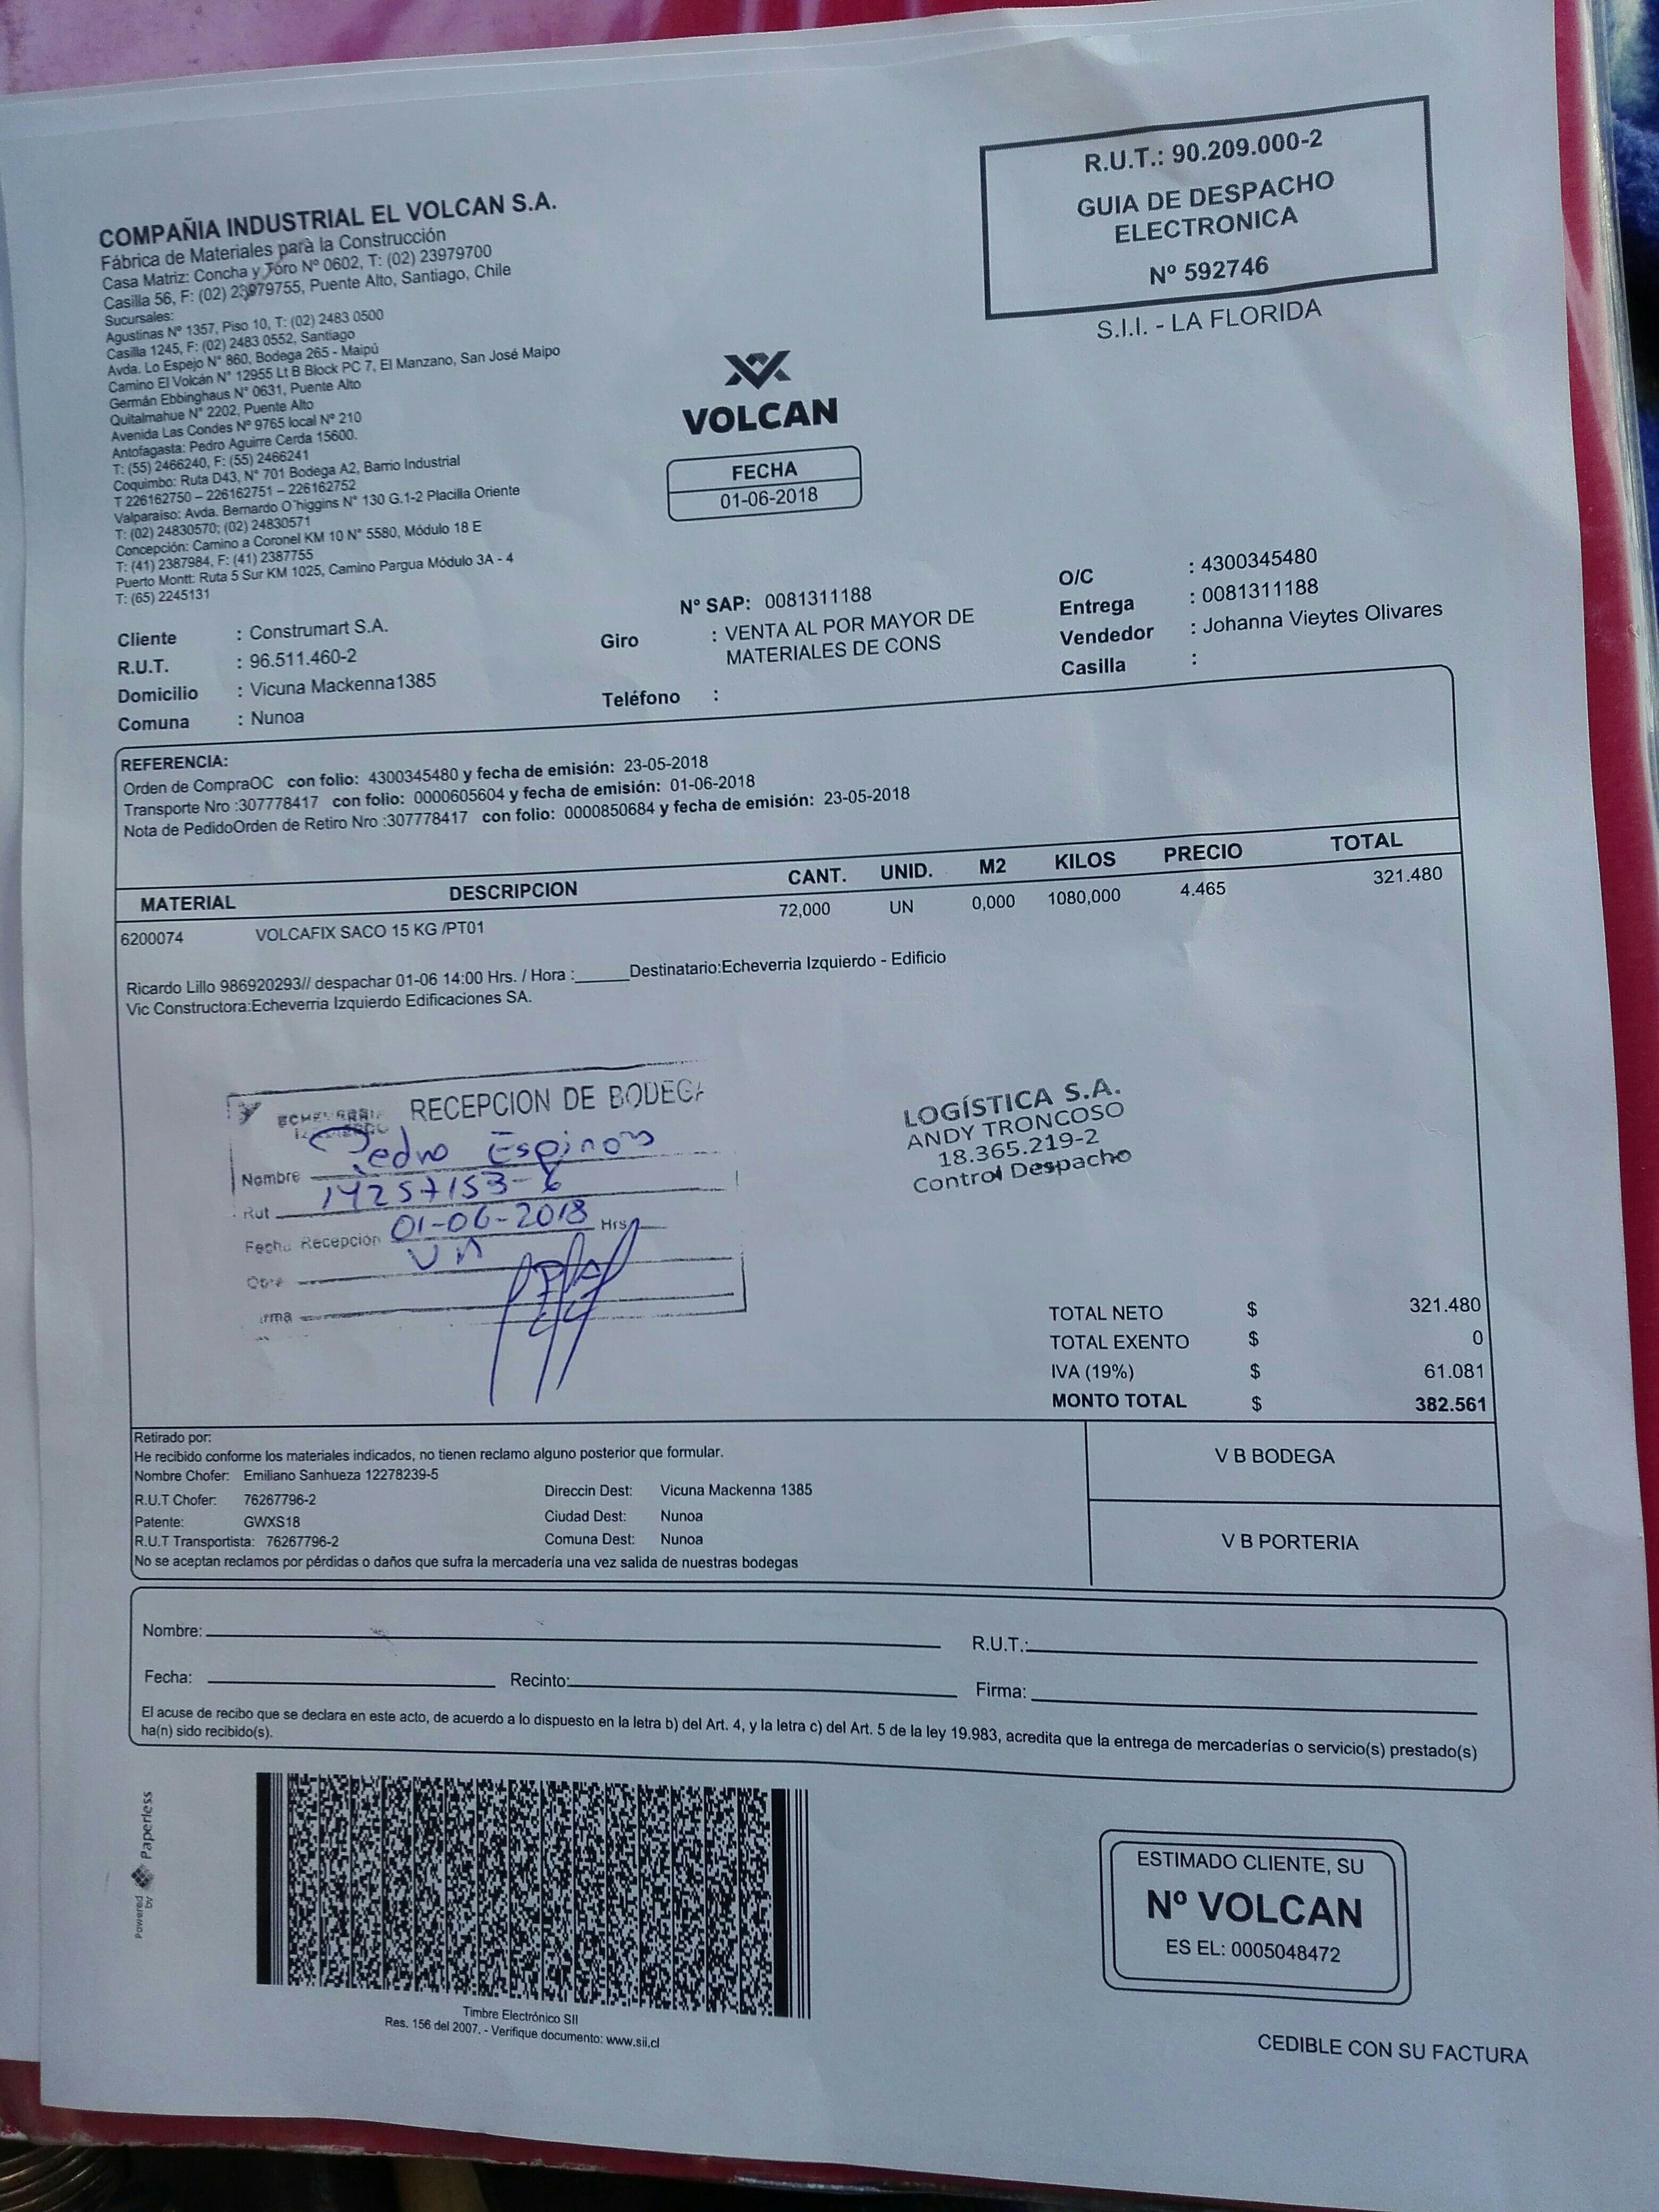 COMPAÑIA INDUSTRIAL EL VOLCAN S.A.
Fábrica de Materiales para la Construcción
Casa Matriz: Concha y Toro Nº 0602, T: (02) 23979700
Casilla 56, F: (02) 23979755, Puente Alto, Santiago, Chile
Sucursales:
Agustinas Nº 1357, Piso 10, T: (02) 2483 0500
Casilla 1245, F: (02) 2483 0552, Santiago
Avda. Lo Espejo N° 860, Bodega 265 - Maipú
Camino El Volcán N° 12955 Lt B Block PC 7, El Manzano, San José Maipo
Germán Ebbinghaus N° 0631, Puente Alto
Quitalmahue N° 2202, Puente Alto
Avenida Las Condes Nº 9765 local Nº 210
Antofagasta: Pedro Aguirre Cerda 15600.
T: (55) 2466240, F: (55) 2466241
Coquimbo: Ruta D43, N° 701 Bodega A2, Barrio Industrial
T 226162750 – 226162751 – 226162752
Valparaíso: Avda. Bernardo O´higgins N° 130 G.1-2 Placilla Oriente
T: (02) 24830570; (02) 24830571
Concepción: Camino a Coronel KM 10 N° 5580, Módulo 18 E
T: (41) 2387984, F: (41) 2387755
Puerto Montt: Ruta 5 Sur KM 1025, Camino Pargua Módulo 3A - 4
T: (65) 2245131
R.U.T.: 90.209.000-2
GUIA DE DESPACHO
ELECTRONICA
Nº 592746
S.I.I. - LA FLORIDA
VOLCAN
FECHA
01-06-2018
Cliente : Construmart S.A.
R.U.T. : 96.511.460-2
Domicilio : Vicuna Mackenna1385
Comuna : Nunoa
N° SAP: 0081311188
Giro : VENTA AL POR MAYOR DE
MATERIALES DE CONS
Teléfono :
O/C : 4300345480
Entrega : 0081311188
Vendedor : Johanna Vieytes Olivares
Casilla :
REFERENCIA:
Orden de CompraOC con folio: 4300345480 y fecha de emisión: 23-05-2018
Transporte Nro :307778417 con folio: 0000605604 y fecha de emisión: 01-06-2018
Nota de PedidoOrden de Retiro Nro :307778417 con folio: 0000850684 y fecha de emisión: 23-05-2018
MATERIAL DESCRIPCION CANT. UNID. M2 KILOS PRECIO TOTAL
6200074 VOLCAFIX SACO 15 KG /PT01 72,000 UN 0,000 1080,000 4.465 321.480
Ricardo Lillo 986920293// despachar 01-06 14:00 Hrs. / Hora :______Destinatario:Echeverria Izquierdo - Edificio
Vic Constructora:Echeverria Izquierdo Edificaciones SA.
RECEPCION DE BODEGA
Nombre Pedro Espinoza
Rut 14257153-6
Fecha Recepción 01-06-2018 Hrs
Obra VM
LOGÍSTICA S.A.
ANDY TRONCOSO
18.365.219-2
Control Despacho
TOTAL NETO $ 321.480
TOTAL EXENTO $ 0
IVA (19%) $ 61.081
MONTO TOTAL $ 382.561
Retirado por:
He recibido conforme los materiales indicados, no tienen reclamo alguno posterior que formular.
Nombre Chofer: Emiliano Sanhueza 12278239-5
R.U.T Chofer: 76267796-2
Patente: GWXS18
R.U.T Transportista: 76267796-2
Direccin Dest: Vicuna Mackenna 1385
Ciudad Dest: Nunoa
Comuna Dest: Nunoa
No se aceptan reclamos por pérdidas o daños que sufra la mercadería una vez salida de nuestras bodegas
V B BODEGA
V B PORTERIA
Nombre: R.U.T.:
Fecha: Recinto: Firma:
El acuse de recibo que se declara en este acto, de acuerdo a lo dispuesto en la letra b) del Art. 4, y la letra c) del Art. 5 de la ley 19.983, acredita que la entrega de mercaderías o servicio(s) prestado(s)
ha(n) sido recibido(s).
Powered by Paperless
Timbre Electrónico SII
Res. 156 del 2007. - Verifique documento: www.sii.cl
ESTIMADO CLIENTE, SU
Nº VOLCAN
ES EL: 0005048472
CEDIBLE CON SU FACTURA